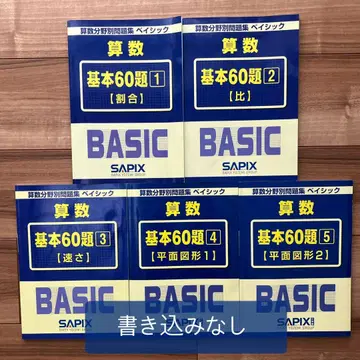 算数分野別問題集 ベイシック
算数
基本60題1
【割合】
BASIC
SAPIX
算数分野別問題集 ベイシック
算数
基本60題2
【比】
BASIC
SAPIX
算数分野別問題集 ベイシック
算数
基本60題3
【速さ】
BASIC
SAPIX
算数分野別問題集 ベイシック
算数
基本60題4
【平面図形1】
BASIC
SAPIX
算数分野別問題集 ベイシック
算数
基本60題5
【平面図形2】
BASIC
SAPIX
書き込みなし